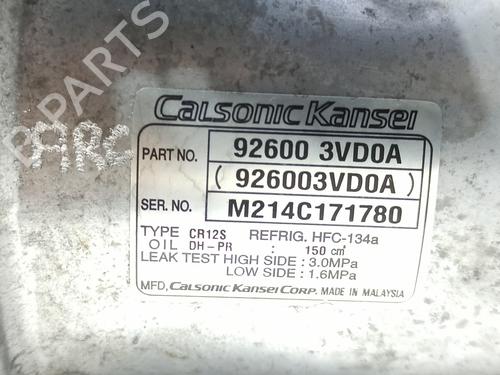 B-PARTS
ARC
Calsonic Kansei
PART NO. 92600 3VD0A
( 926003VD0A )
SER. NO. M214C171780
TYPE CR12S REFRIG. HFC-134a
OIL DH-PR : 150 cm³
LEAK TEST HIGH SIDE : 3.0MPa
LOW SIDE : 1.6MPa
MFD, CALSONIC KANSEI CORP. MADE IN MALAYSIA